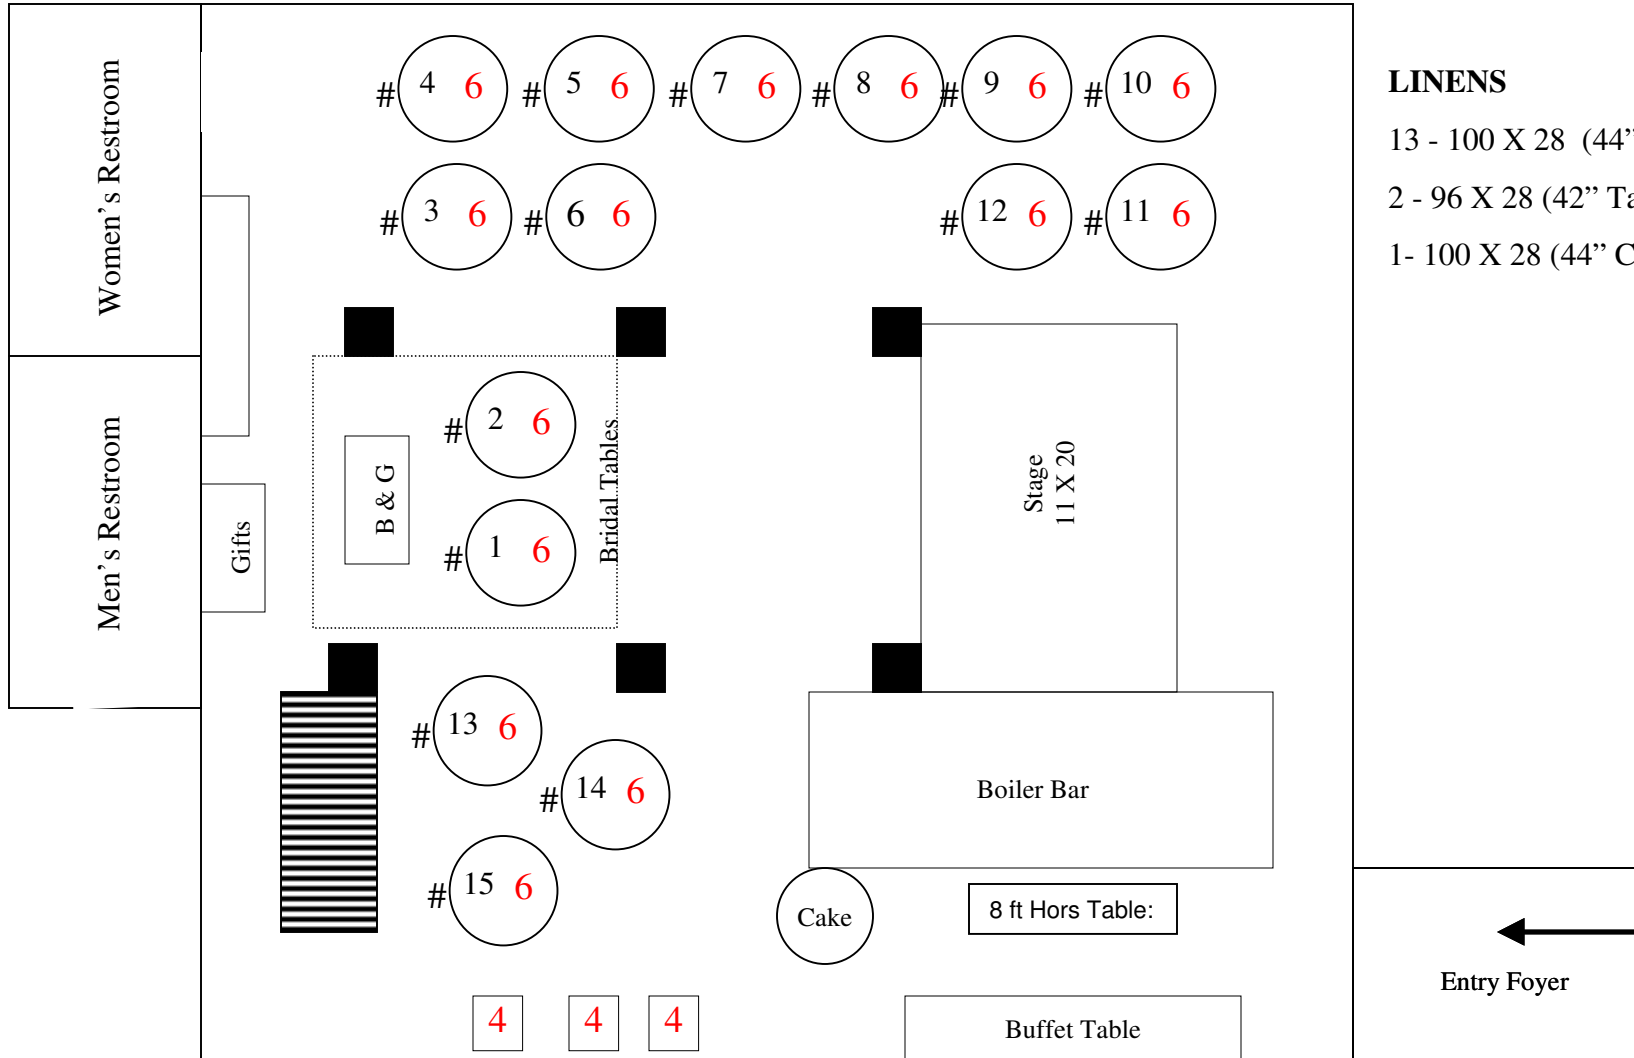 Women's Restroom
Men's Restroom
Gifts
# 4 6
# 5 6
# 7 6
# 8 6
# 9 6
# 10 6
# 3 6
# 6 6
# 12 6
# 11 6
# 2 6
# 1 6
B & G
Bridal Tables
Stage
11 X 20
# 13 6
# 14 6
# 15 6
Boiler Bar
Cake
8 ft Hors Table:
4
4
4
Buffet Table
LINENS
13 - 100 X 28 (44”
2 - 96 X 28 (42”
1- 100 X 28 (44”
Entry Foyer